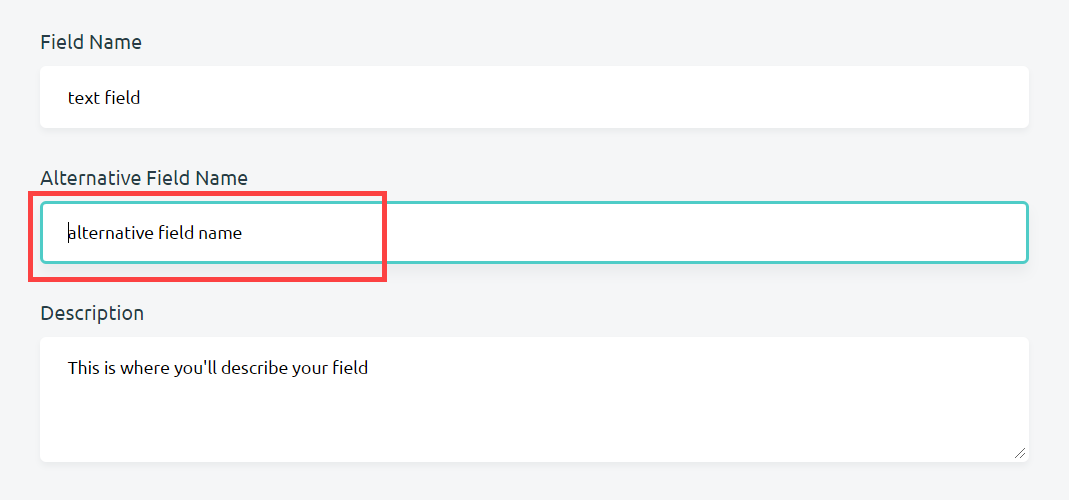 Field Name
text field
Alternative Field Name
alternative field name
Description
This is where you'll describe your field